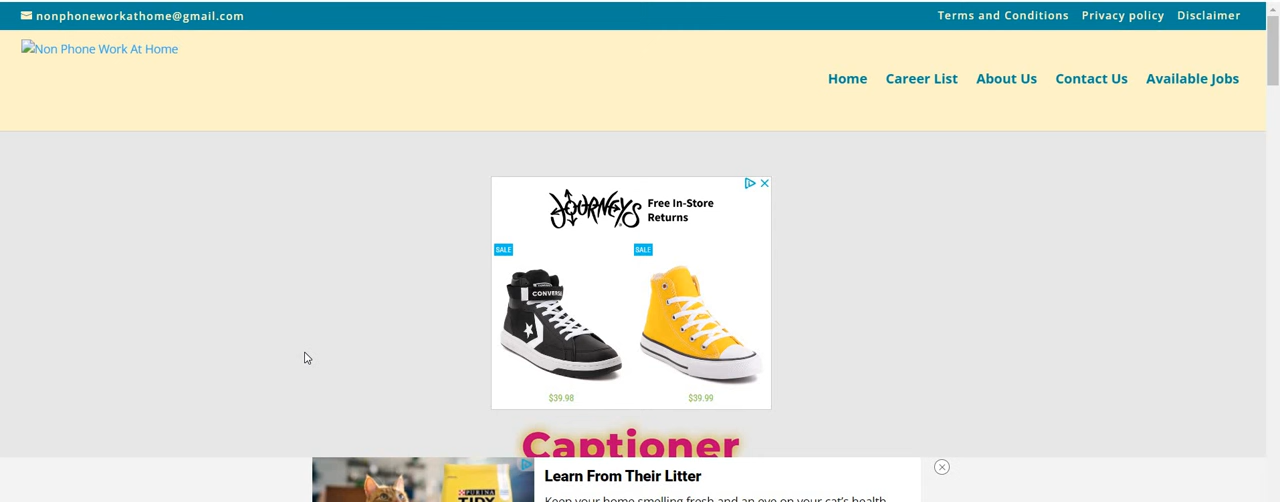 nonphoneworkathome@gmail.com
Terms and Conditions Privacy policy Disclaimer
Non Phone Work At Home
Home Career List About Us Contact Us Available Jobs
JOURNEYS
Free In-Store
Returns
SALE
SALE
CONVERSE
$39.98
$39.99
Captioner
Learn From Their Litter
PURINA
TIDY
Keep your home smelling fresh and an eye on your cat's health